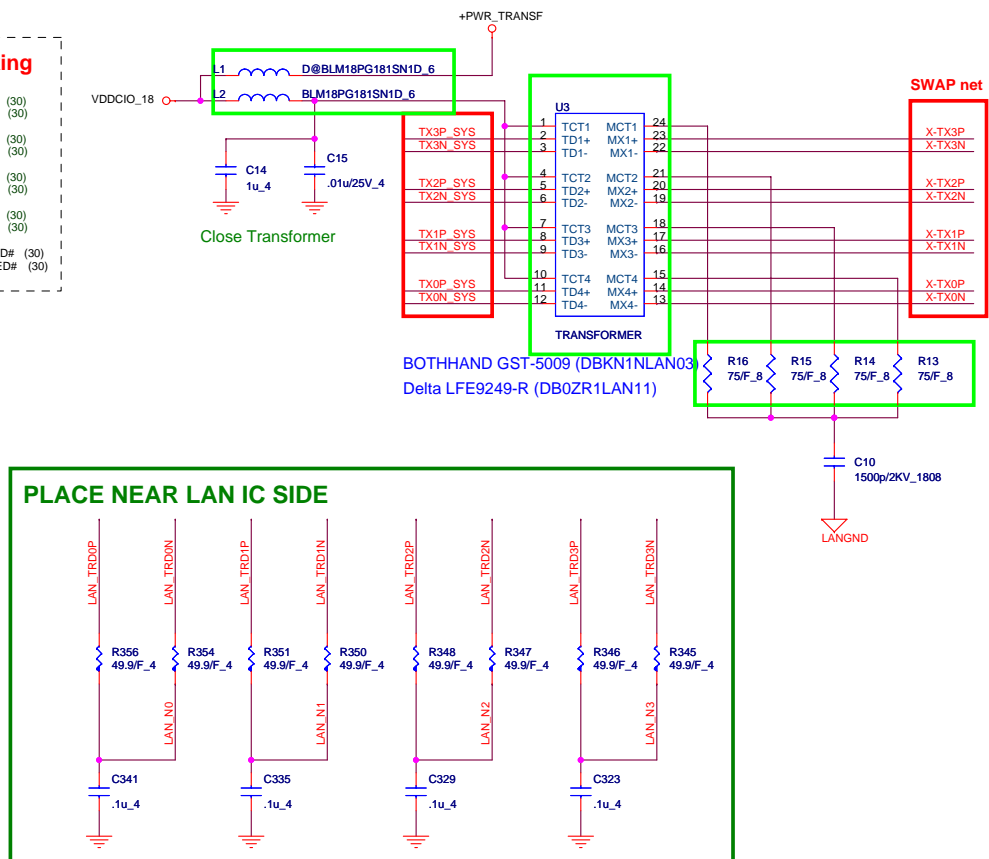 +PWR_TRANSF
ing
(30)
(30)
(30)
(30)
(30)
(30)
(30)
(30)
D# (30)
ED# (30)
VDDCIO_18
L1 D@BLM18PG181SN1D_6
L2 BLM18PG181SN1D_6
C14
1u_4
C15
.01u/25V_4
Close Transformer
SWAP net
U3
TX3P_SYS
TX3N_SYS
TX2P_SYS
TX2N_SYS
TX1P_SYS
TX1N_SYS
TX0P_SYS
TX0N_SYS
1 TCT1 MCT1 24
2 TD1+ MX1+ 23
3 TD1- MX1- 22
4 TCT2 MCT2 21
5 TD2+ MX2+ 20
6 TD2- MX2- 19
7 TCT3 MCT3 18
8 TD3+ MX3+ 17
9 TD3- MX3- 16
10 TCT4 MCT4 15
11 TD4+ MX4+ 14
12 TD4- MX4- 13
TRANSFORMER
X-TX3P
X-TX3N
X-TX2P
X-TX2N
X-TX1P
X-TX1N
X-TX0P
X-TX0N
BOTHHAND GST-5009 (DBKN1NLAN03)
Delta LFE9249-R (DB0ZR1LAN11)
R16
75/F_8
R15
75/F_8
R14
75/F_8
R13
75/F_8
C10
1500p/2KV_1808
LANGND
PLACE NEAR LAN IC SIDE
LAN_TRD0P
LAN_TRD0N
LAN_TRD1P
LAN_TRD1N
LAN_TRD2P
LAN_TRD2N
LAN_TRD3P
LAN_TRD3N
R356
49.9/F_4
R354
49.9/F_4
R351
49.9/F_4
R350
49.9/F_4
R348
49.9/F_4
R347
49.9/F_4
R346
49.9/F_4
R345
49.9/F_4
LAN_N0
LAN_N1
LAN_N2
LAN_N3
C341
.1u_4
C335
.1u_4
C329
.1u_4
C323
.1u_4